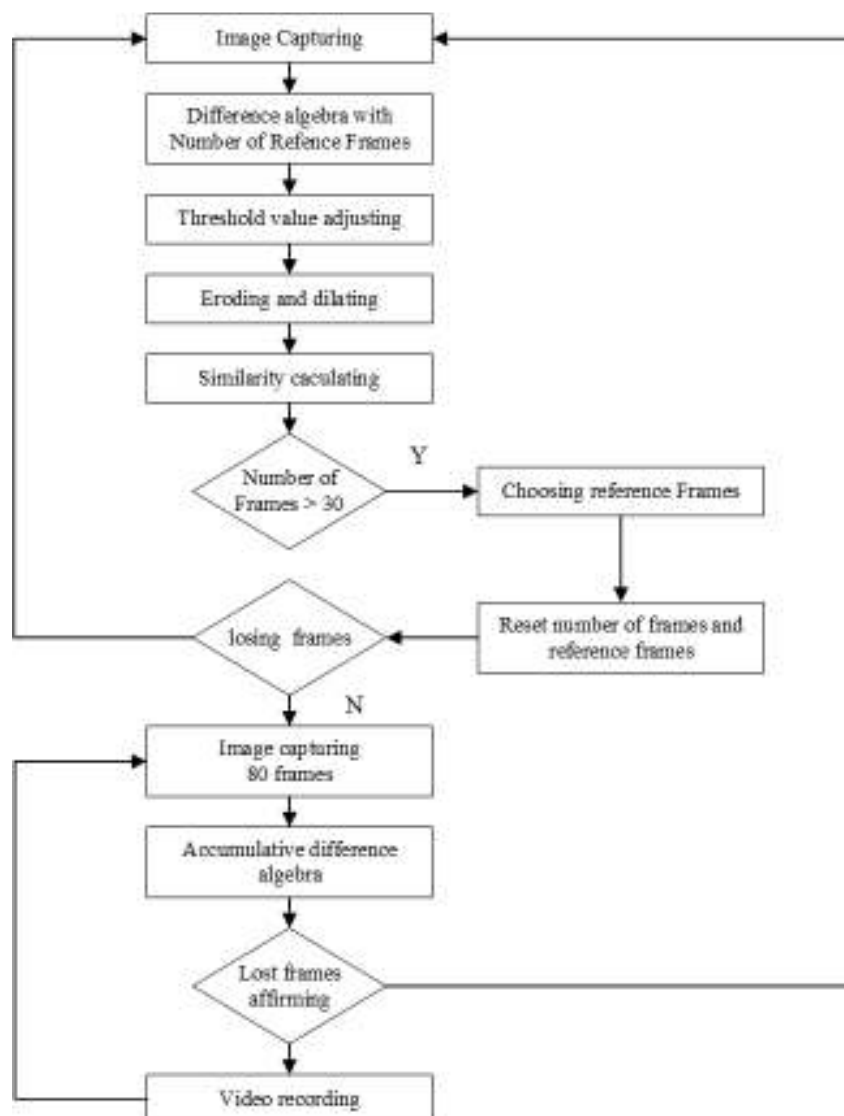 Image Capturing
Difference algebra with
Number of Refence Frames
Threshold value adjusting
Eroding and dilating
Similarity caculating
Number of
Frames > 30
Y
Choosing reference Frames
Reset number of frames and
reference frames
losing frames
N
Image capturing
80 frames
Accumulative difference
algebra
Lost frames
affirming
Video recording